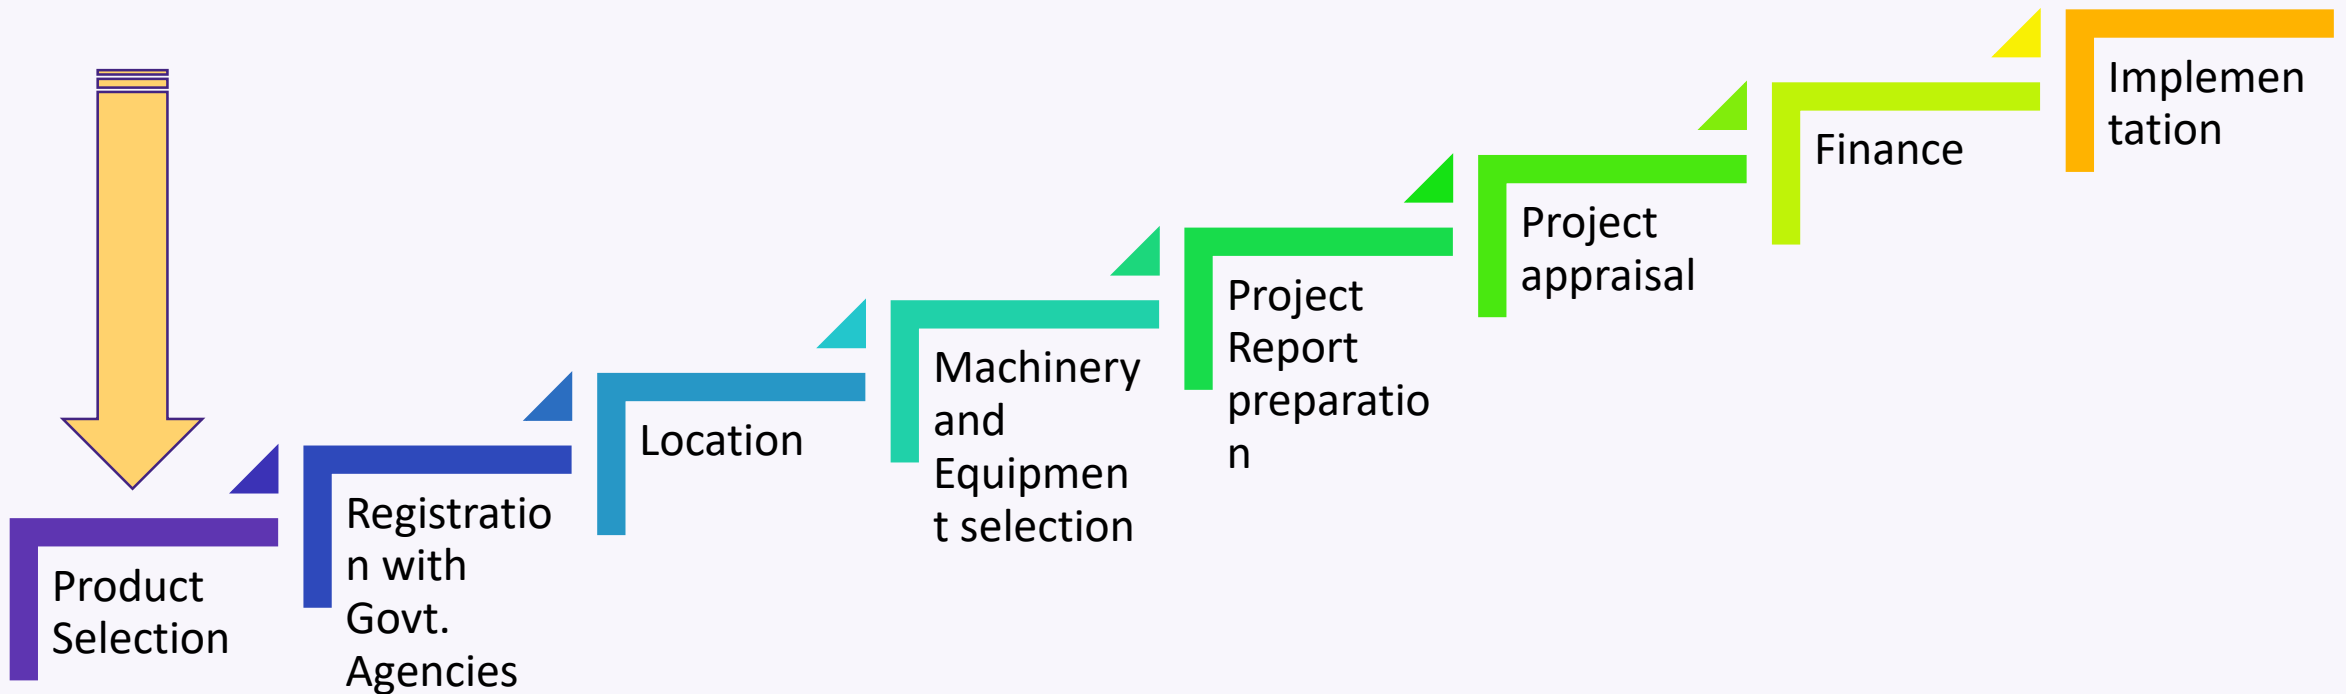 Product
Selection
Registratio
n with
Govt.
Agencies
Location
Machinery
and
Equipmen
t selection
Project
Report
preparatio
n
Project
appraisal
Finance
Implemen
tation